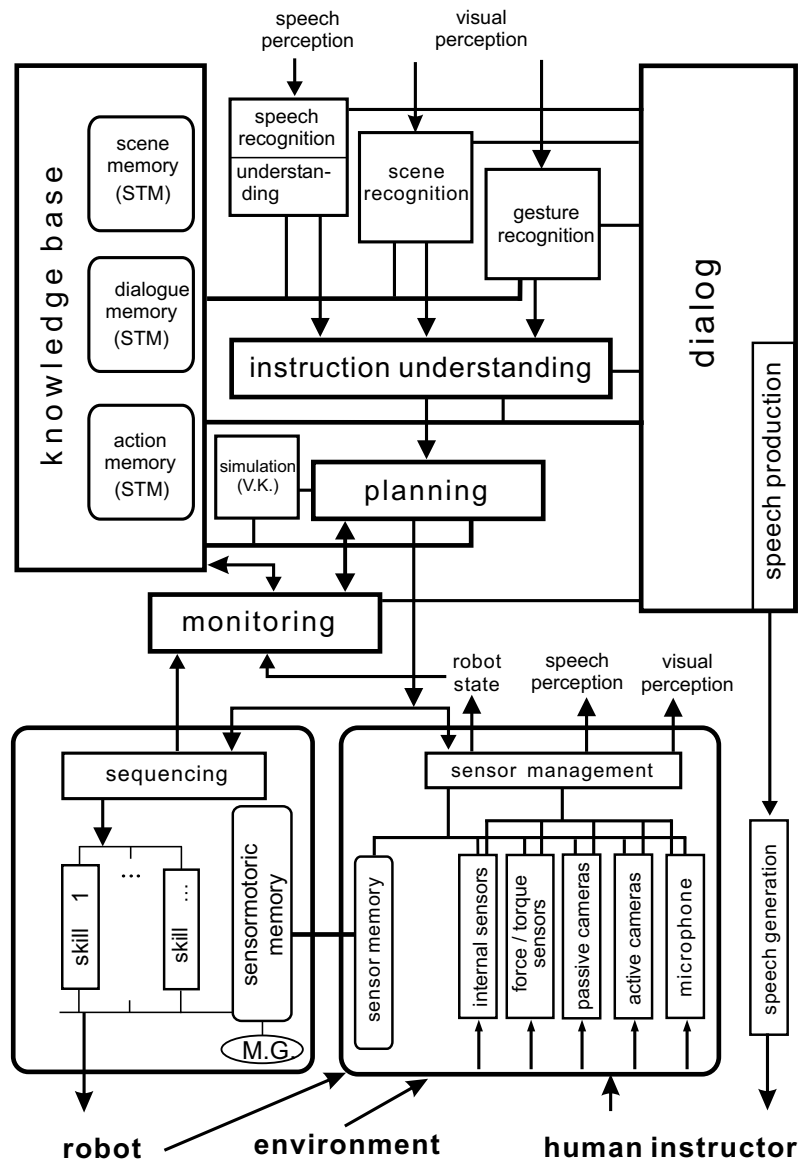 speech
perception
visual
perception
knowledge base
scene
memory
(STM)
dialogue
memory
(STM)
action
memory
(STM)
speech
recognition
understan-
ding
scene
recognition
gesture
recognition
dialog
speech production
instruction understanding
simulation
(V.K.)
planning
monitoring
robot
state
speech
perception
visual
perception
sequencing
sensor management
...
skill 1
skill ...
sensormotoric
memory
M.G.
sensor memory
internal sensors
force / torque
sensors
passive cameras
active cameras
microphone
speech generation
robot
environment
human instructor